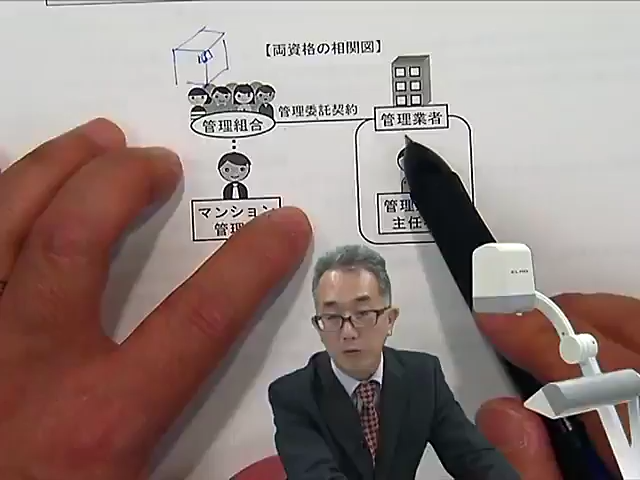 【両資格の相関図】
管理組合
管理委託契約
管理業者
マンション
管理
管理
主任
ELMO